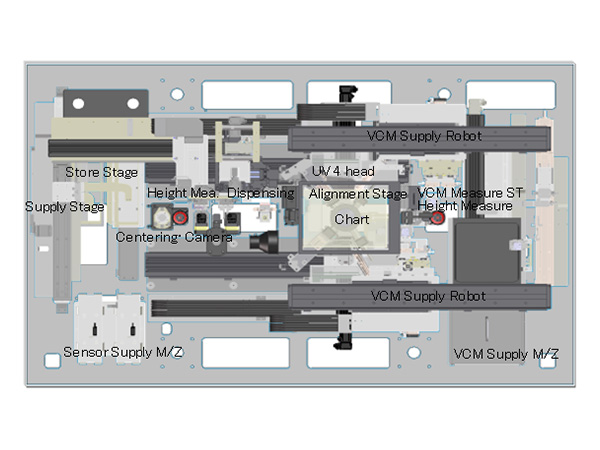 VCM Supply Robot
Store Stage
UV 4 head
Height Mea.
Dispensing
Alignment Stage
VCM Measure ST
Height Measure
Supply Stage
Chart
Centering· Camera
VCM Supply Robot
Sensor Supply M/Z
VCM Supply M/Z